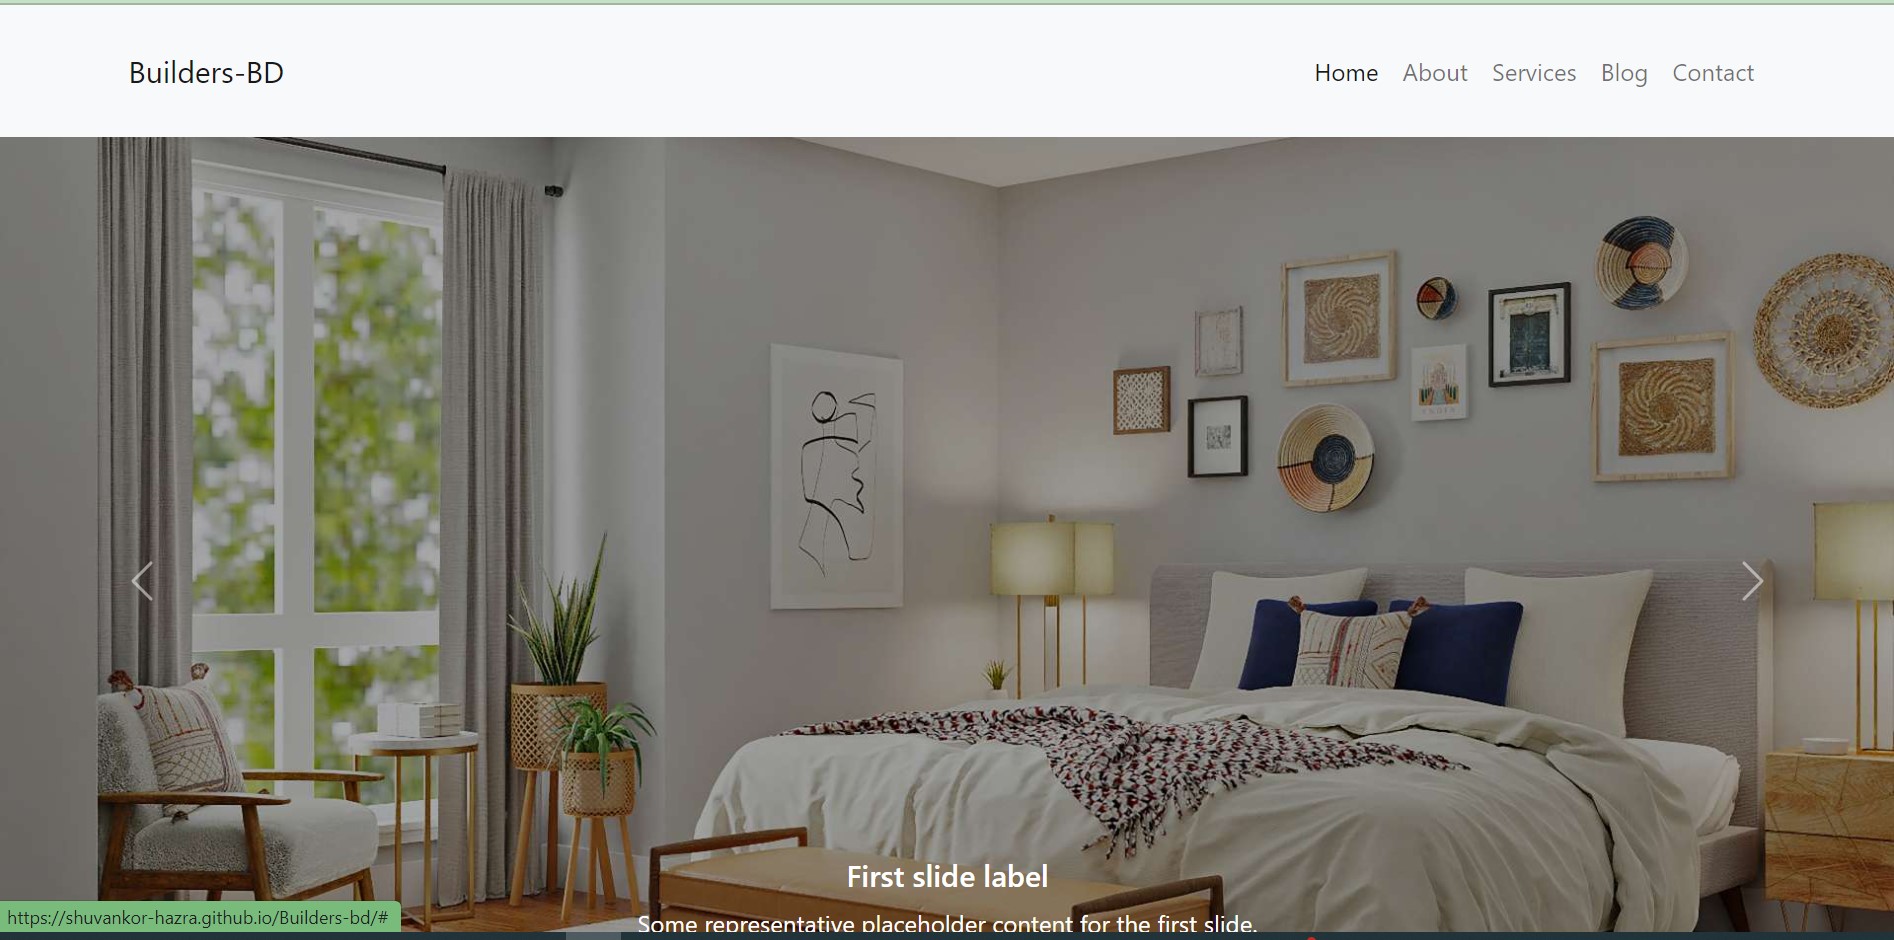 Builders-BD
Home About Services Blog Contact
First slide label
Some representative placeholder content for the first slide.
https://shuvankor-hazra.github.io/Builders-bd/#